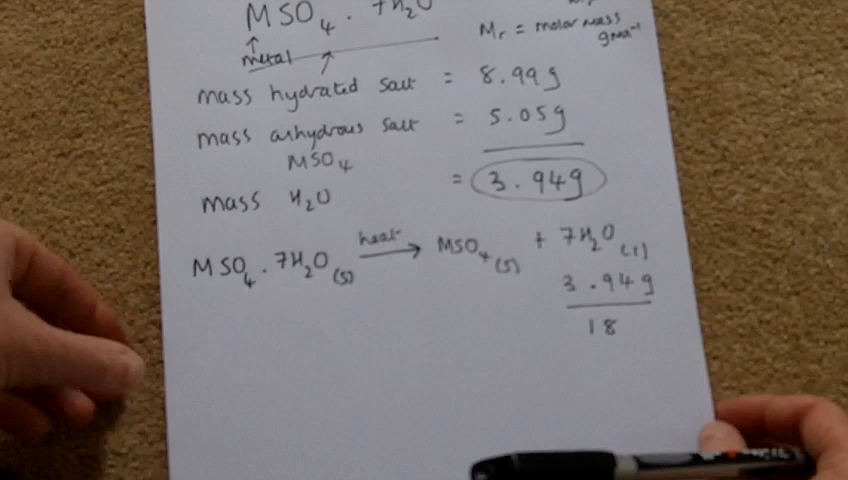 MSO4 . 7H2O
Mr = molar mass
gmol-1
metal
mass hydrated salt = 8.99g
mass anhydrous salt = 5.05g
MSO4
mass H2O = 3.94g
MSO4 . 7H2O (s) heat → MSO4 (s) + 7H2O (l)
3.94g
18